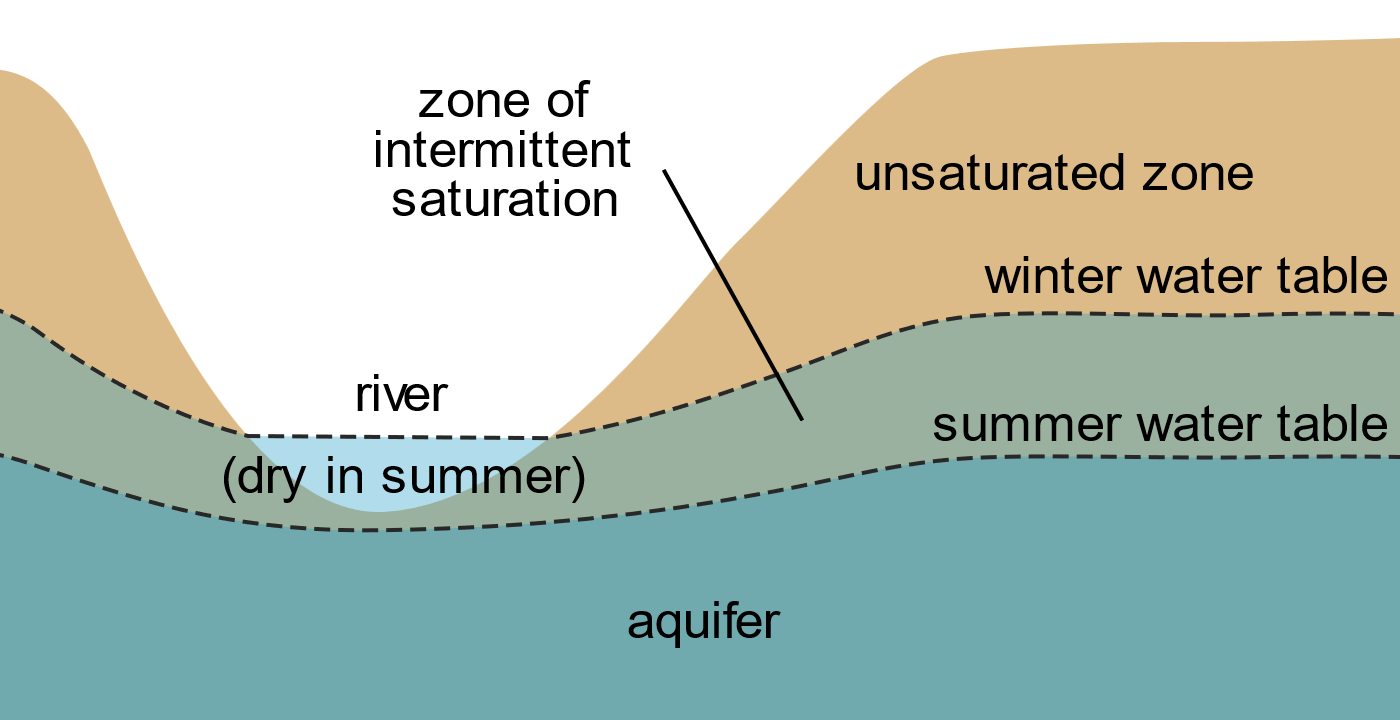 zone of
intermittent
saturation
unsaturated zone
winter water table
river
summer water table
(dry in summer)
aquifer